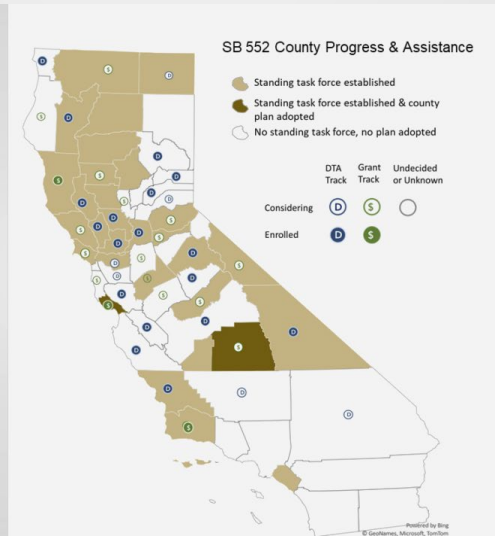 SB 552 County Progress & Assistance
Standing task force established
Standing task force established & county
plan adopted
No standing task force, no plan adopted
DTA Grant Undecided
Track Track or Unknown
Considering D $
Enrolled D $
Powered by Bing
© GeoNames, Microsoft, TomTom